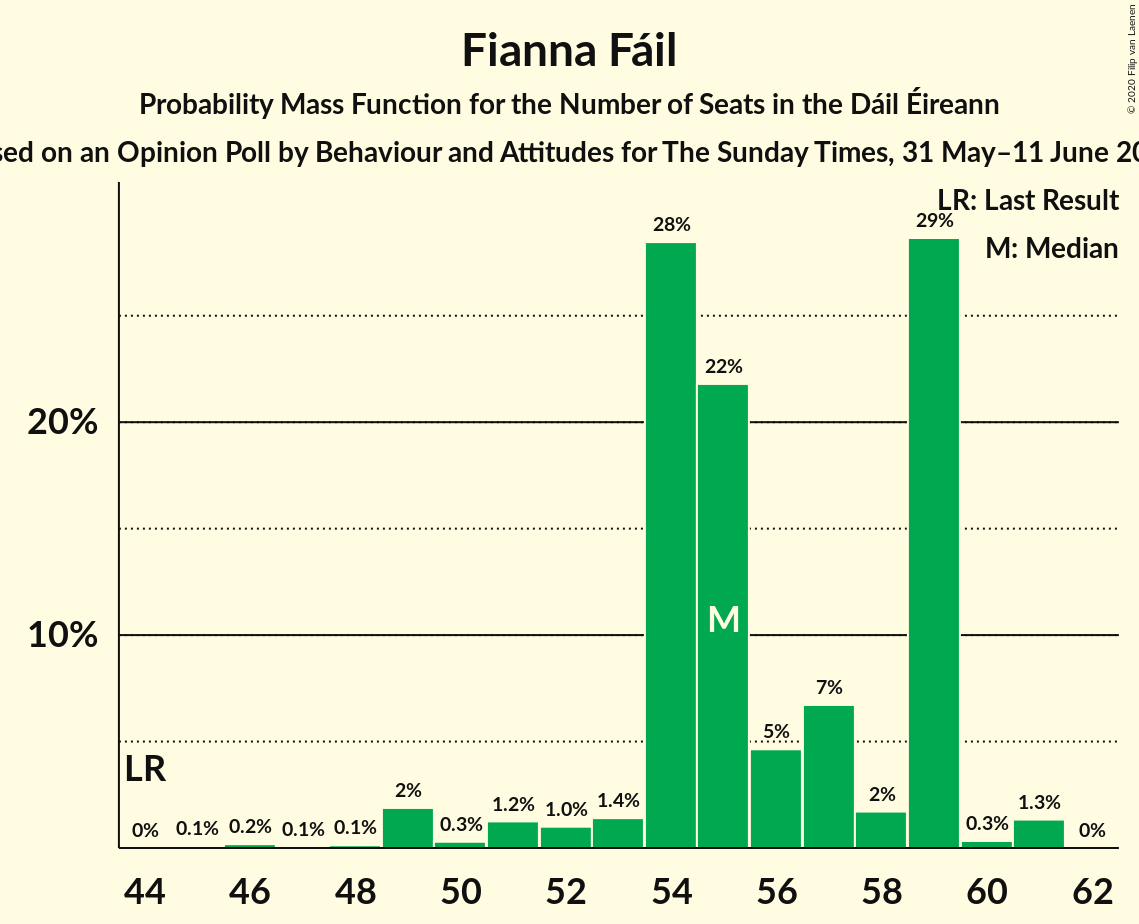 Fianna Fáil
Probability Mass Function for the Number of Seats in the Dáil Éireann
on an Opinion Poll by Behaviour and Attitudes for The Sunday Times, 31 May–11 June
© 2020 Filip van Laenen
LR: Last Result
M: Median
28%
29%
22%
20%
M
10%
7%
5%
LR
2%
2%
0%
0.1%
0.2%
0.1%
0.1%
0.3%
1.2%
1.0%
1.4%
0.3%
1.3%
0%
44 46 48 50 52 54 56 58 60 62